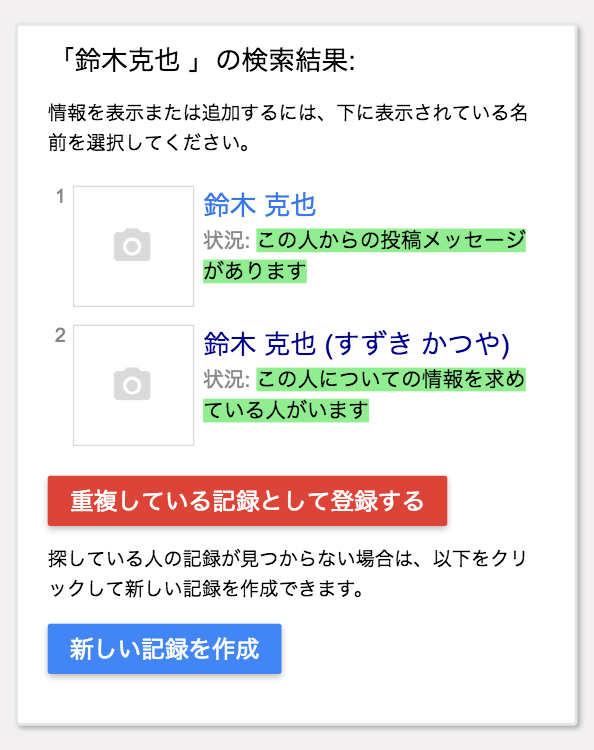 「鈴木克也 」の検索結果:
情報を表示または追加するには、下に表示されている名
前を選択してください。
1
鈴木 克也
状況: この人からの投稿メッセージ
があります
2
鈴木 克也 (すずき かつや)
状況: この人についての情報を求め
ている人がいます
重複している記録として登録する
探している人の記録が見つからない場合は、以下をクリ
ックして新しい記録を作成できます。
新しい記録を作成